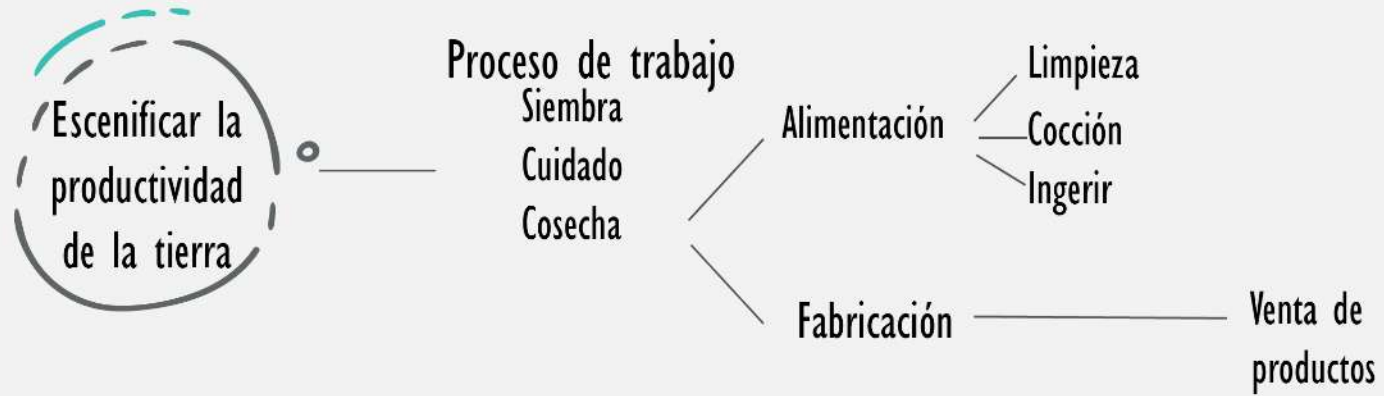 Escenificar la
productividad
de la tierra
Proceso de trabajo
Siembra
Cuidado
Cosecha
Alimentación
Limpieza
Cocción
Ingerir
Fabricación
Venta de
productos